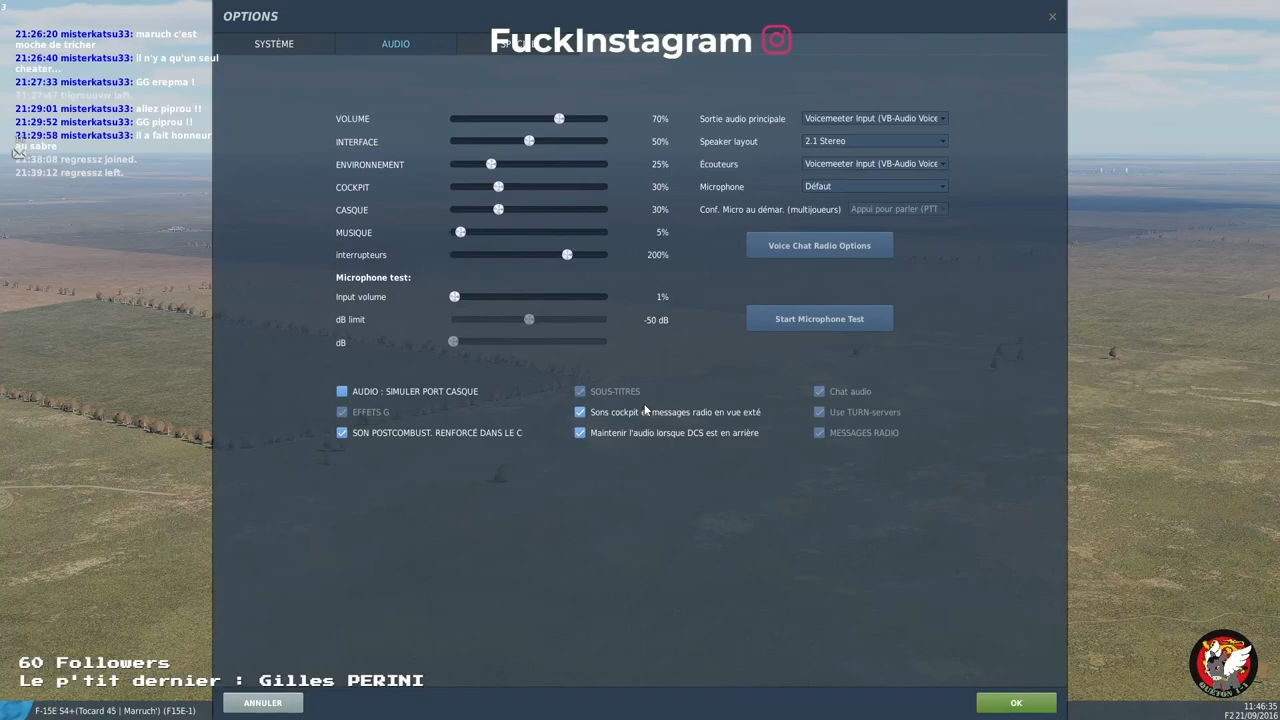 3
OPTIONS
SYSTÈME
AUDIO
FuckInstagram
21:26:20 misterkatsu33: maruch c'est
moche de tricher
21:26:40 misterkatsu33: il n'y a qu'un seul
cheater...
21:27:33 misterkatsu33: GG erepma !
21:29:01 misterkatsu33: allez piprou !!
21:29:52 misterkatsu33: GG piprou !!
21:29:58 misterkatsu33: il a fait honneur
au sabre
21:38:08 regressz joined.
21:39:12 regressz left.
VOLUME 70%
INTERFACE 50%
ENVIRONNEMENT 25%
COCKPIT 30%
CASQUE 30%
MUSIQUE 5%
interrupteurs 200%
Microphone test:
Input volume 1%
dB limit -50 dB
dB
Sortie audio principale Voicemeeter Input (VB-Audio Voice
Speaker layout 2.1 Stereo
Écouteurs Voicemeeter Input (VB-Audio Voice
Microphone Défaut
Conf. Micro au démar. (multijoueurs) Appui pour parler (PTT
Voice Chat Radio Options
Start Microphone Test
AUDIO : SIMULER PORT CASQUE
SOUS-TITRES
Chat audio
EFFETS G
Sons cockpit et messages radio en vue exté
Use TURN-servers
SON POSTCOMBUST. RENFORCÉ DANS LE C
Maintenir l'audio lorsque DCS est en arrière
MESSAGES RADIO
60 Followers
Le p'tit dernier : Gilles PERINI
ANNULER
OK
F-15E S4+(Tocard 45 | Marruch') (F15E-1)
11:46:35
F2 21/09/2016